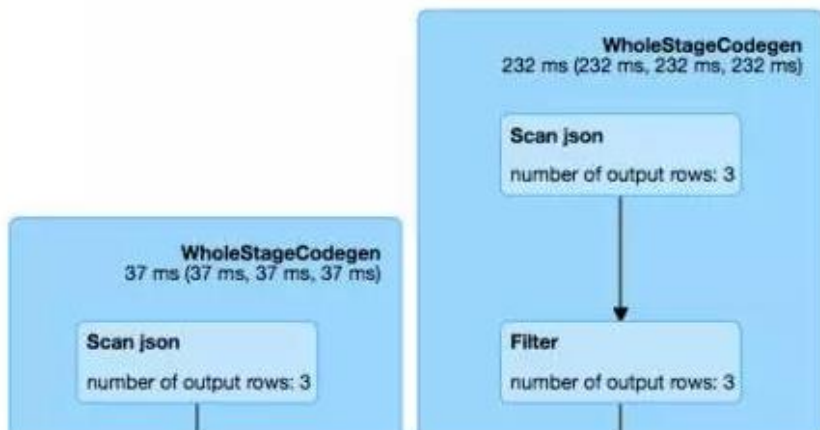 WholeStageCodegen
232 ms (232 ms, 232 ms, 232 ms)
Scan json
number of output rows: 3
WholeStageCodegen
37 ms (37 ms, 37 ms, 37 ms)
Scan json
number of output rows: 3
Filter
number of output rows: 3